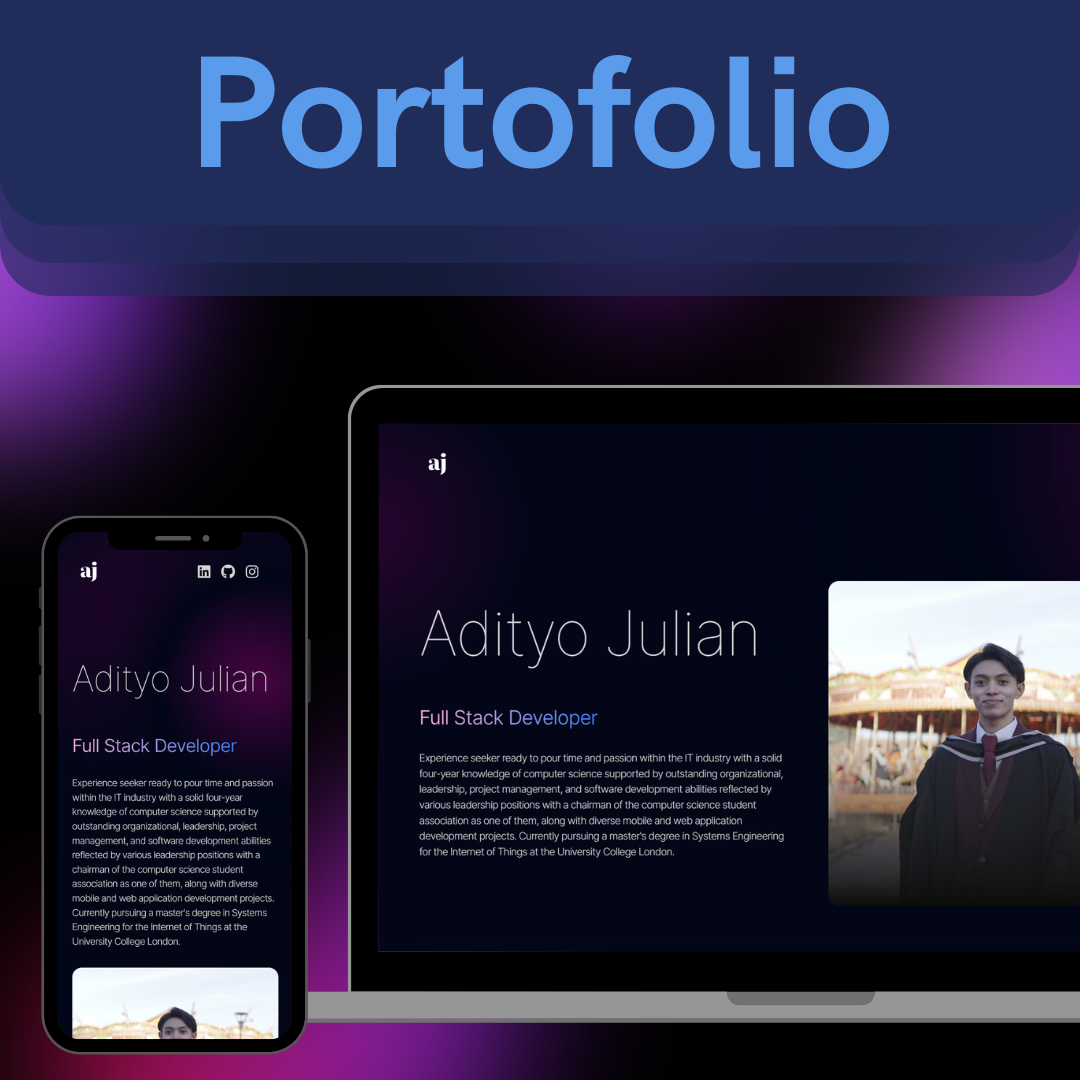 Portofolio
aj
Adityo Julian
Full Stack Developer
Experience seeker ready to pour time and passion
within the IT industry with a solid four-year
knowledge of computer science supported by
outstanding organizational, leadership, project
management, and software development abilities
reflected by various leadership positions with a
chairman of the computer science student
association as one of them, along with diverse
mobile and web application development projects.
Currently pursuing a master's degree in Systems
Engineering for the Internet of Things at the
University College London.
aj
Adityo Julian
Full Stack Developer
Experience seeker ready to pour time and passion within the IT industry with a solid
four-year knowledge of computer science supported by outstanding organizational,
leadership, project management, and software development abilities reflected by
various leadership positions with a chairman of the computer science student
association as one of them, along with diverse mobile and web application
development projects. Currently pursuing a master's degree in Systems Engineering
for the Internet of Things at the University College London.